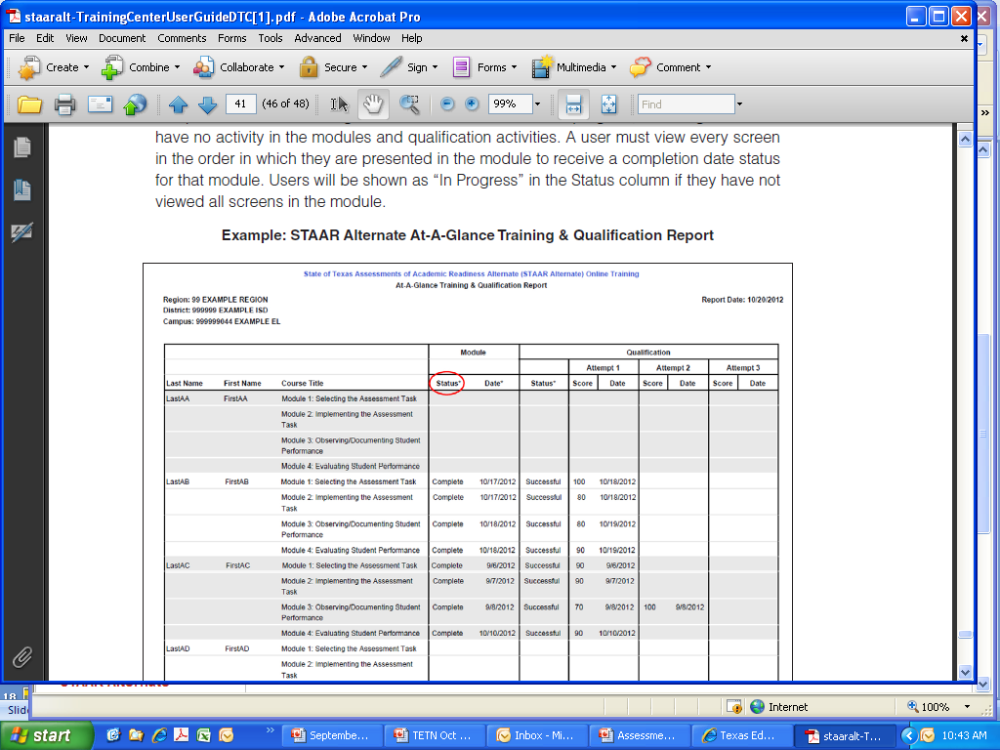 staaralt-TrainingCenterUserGuideDTC[1].pdf - Adobe Acrobat Pro
File Edit View Document Comments Forms Tools Advanced Window Help
Create Combine Collaborate Secure Sign Forms Multimedia Comment
41 (46 of 48) 99% Find
have no activity in the modules and qualification activities. A user must view every screen
in the order in which they are presented in the module to receive a completion date status
for that module. Users will be shown as “In Progress” in the Status column if they have not
viewed all screens in the module.
Example: STAAR Alternate At-A-Glance Training & Qualification Report
State of Texas Assessments of Academic Readiness Alternate (STAAR Alternate) Online Training
At-A-Glance Training & Qualification Report
Region: 99 EXAMPLE REGION Report Date: 10/20/2012
District: 999999 EXAMPLE ISD
Campus: 999999044 EXAMPLE EL
Module Qualification
Attempt 1 Attempt 2 Attempt 3
Last Name First Name Course Title Status* Date* Status* Score Date Score Date Score Date
LastAA FirstAA Module 1: Selecting the Assessment Task
Module 2: Implementing the Assessment
Task
Module 3: Observing/Documenting Student
Performance
Module 4: Evaluating Student Performance
LastAB FirstAB Module 1: Selecting the Assessment Task Complete 10/17/2012 Successful 100 10/18/2012
Module 2: Implementing the Assessment Complete 10/17/2012 Successful 80 10/18/2012
Task
Module 3: Observing/Documenting Student Complete 10/18/2012 Successful 80 10/19/2012
Performance
Module 4: Evaluating Student Performance Complete 10/18/2012 Successful 90 10/19/2012
LastAC FirstAC Module 1: Selecting the Assessment Task Complete 9/6/2012 Successful 90 9/6/2012
Module 2: Implementing the Assessment Complete 9/7/2012 Successful 90 9/7/2012
Task
Module 3: Observing/Documenting Student Complete 9/8/2012 Successful 70 9/8/2012 100 9/8/2012
Performance
Module 4: Evaluating Student Performance Complete 10/10/2012 Successful 90 10/10/2012
LastAD FirstAD Module 1: Selecting the Assessment Task
Module 2: Implementing the Assessment
Task
18
Slid
Internet 100%
start Septembe... TETN Oct ... Inbox - Mi... Assessme... Texas Ed... staaralt-T... 10:43 AM